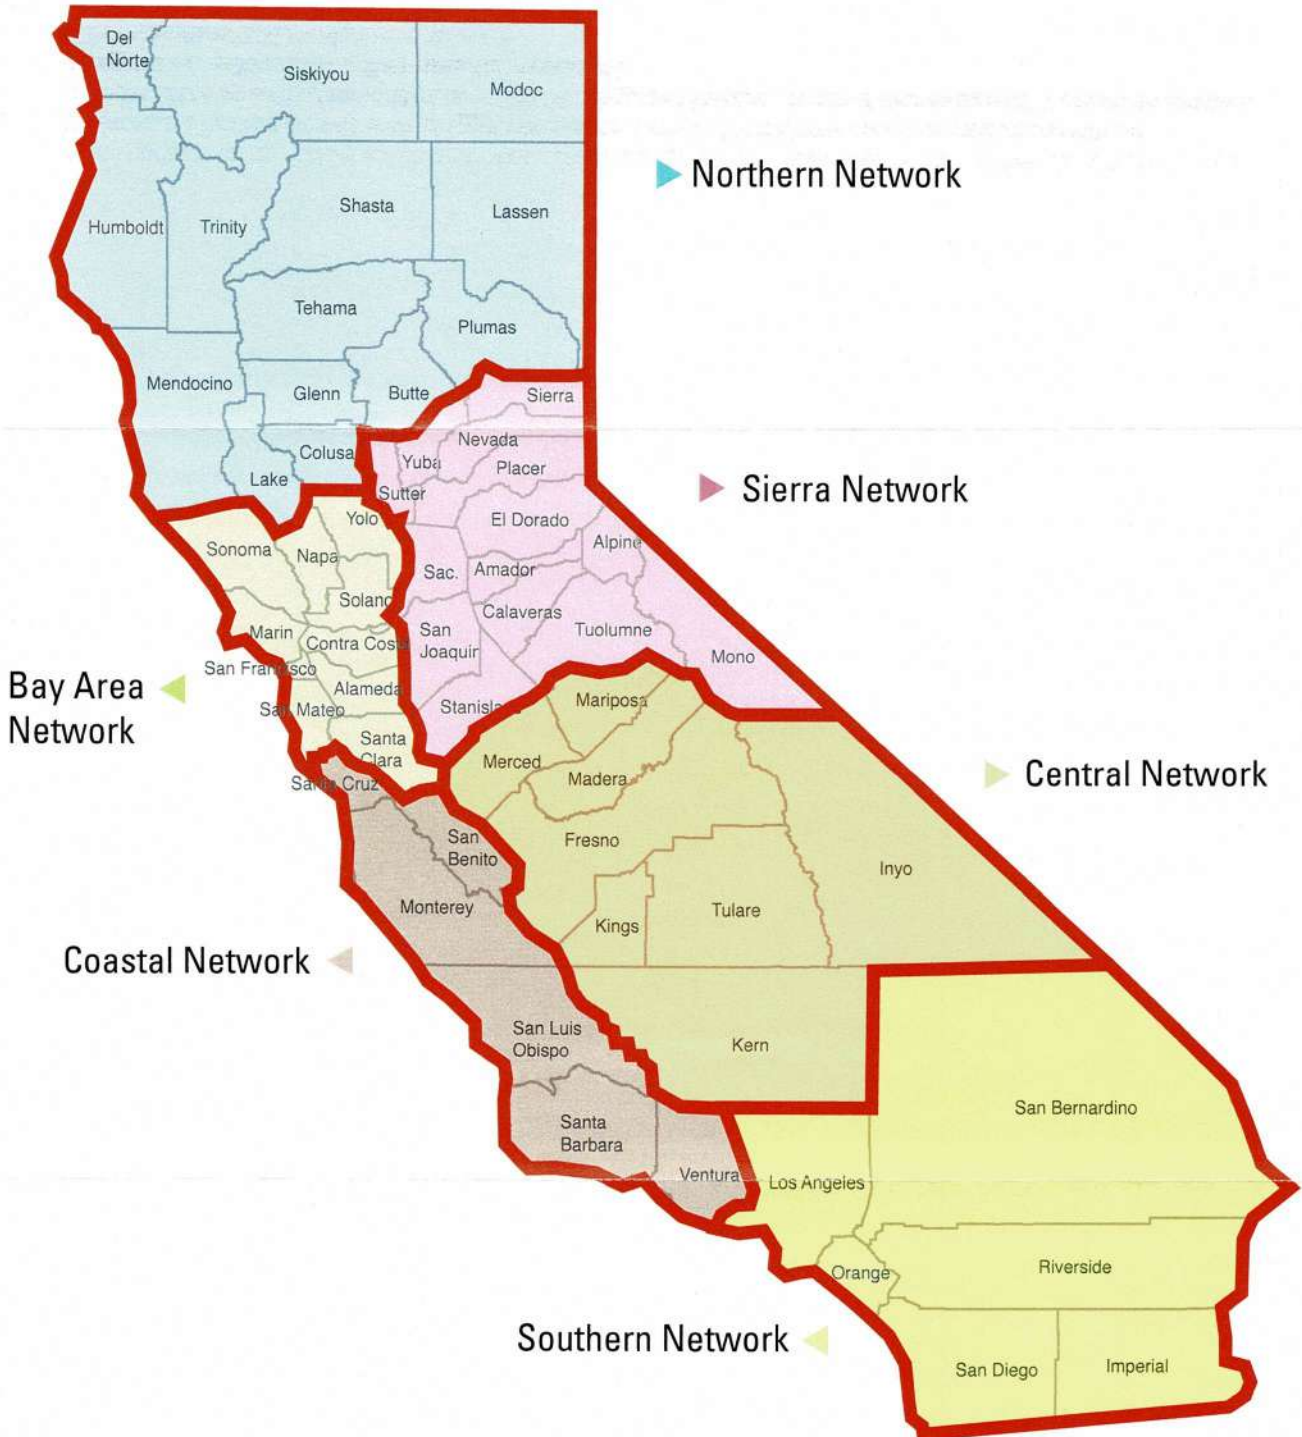 Del
Norte
Siskiyou
Modoc
Northern Network
Humboldt
Trinity
Shasta
Lassen
Tehama
Plumas
Mendocino
Glenn
Butte
Sierra
Colusa
Lake
Nevada
Yuba
Placer
Sutter
Sierra Network
Yolo
El Dorado
Sonoma
Napa
Alpine
Sac.
Amador
Solano
Calaveras
Marin
Contra Costa
San
Joaquin
Tuolumne
Mono
San Francisco
Alameda
Bay Area
Network
San Mateo
Stanisla
Mariposa
Santa
Clara
Merced
Madera
Central Network
Santa Cruz
San
Benito
Fresno
Inyo
Monterey
Kings
Tulare
Coastal Network
San Luis
Obispo
Kern
San Bernardino
Santa
Barbara
Ventura
Los Angeles
Orange
Riverside
Southern Network
San Diego
Imperial